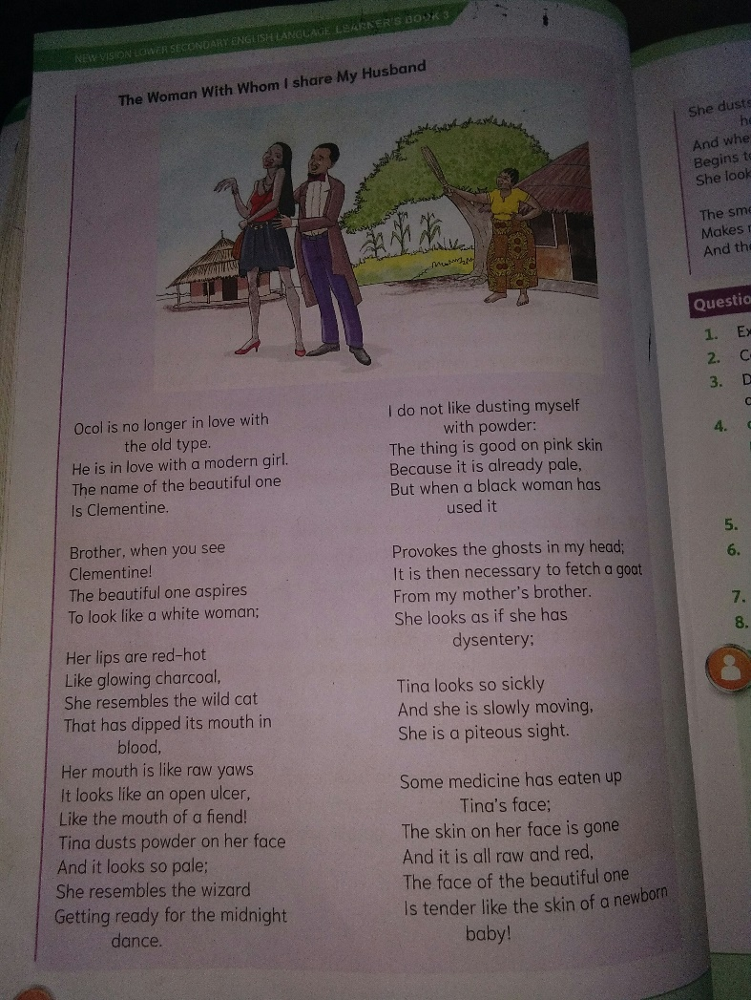 NEW VISION LOWER SECONDARY ENGLISH LANGUAGE LEARNER'S BOOK 3
The Woman With Whom I share My Husband
Ocol is no longer in love with
the old type.
He is in love with a modern girl.
The name of the beautiful one
Is Clementine.
Brother, when you see
Clementine!
The beautiful one aspires
To look like a white woman;
Her lips are red-hot
Like glowing charcoal,
She resembles the wild cat
That has dipped its mouth in
blood,
Her mouth is like raw yaws
It looks like an open ulcer,
Like the mouth of a fiend!
Tina dusts powder on her face
And it looks so pale;
She resembles the wizard
Getting ready for the midnight
dance.
I do not like dusting myself
with powder:
The thing is good on pink skin
Because it is already pale,
But when a black woman has
used it
Provokes the ghosts in my head;
It is then necessary to fetch a goat
From my mother's brother.
She looks as if she has
dysentery;
Tina looks so sickly
And she is slowly moving,
She is a piteous sight.
Some medicine has eaten up
Tina's face;
The skin on her face is gone
And it is all raw and red,
The face of the beautiful one
Is tender like the skin of a newborn
baby!
She dusts
And whe
Begins t
She look
The sm
Makes
And th
Questio
1. Ex
2. C
3. D
4.
5.
6.
7.
8.